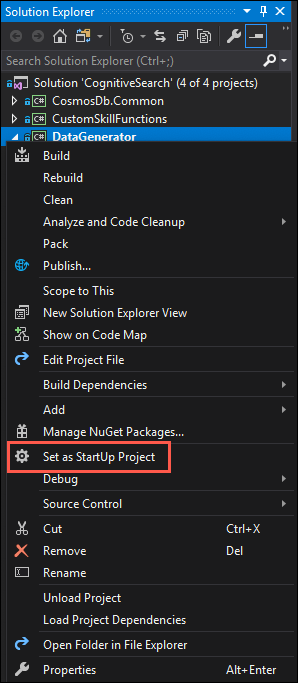 Solution Explorer
Search Solution Explorer (Ctrl+;)
Solution 'CognitiveSearch' (4 of 4 projects)
C# CosmosDb.Common
C# CustomSkillFunctions
C# DataGenerator
Build
Rebuild
Clean
Analyze and Code Cleanup
Pack
Publish...
Scope to This
New Solution Explorer View
Show on Code Map
Edit Project File
Build Dependencies
Add
Manage NuGet Packages...
Set as StartUp Project
Debug
Source Control
Cut Ctrl+X
Remove Del
Rename
Unload Project
Load Project Dependencies
Open Folder in File Explorer
Properties Alt+Enter